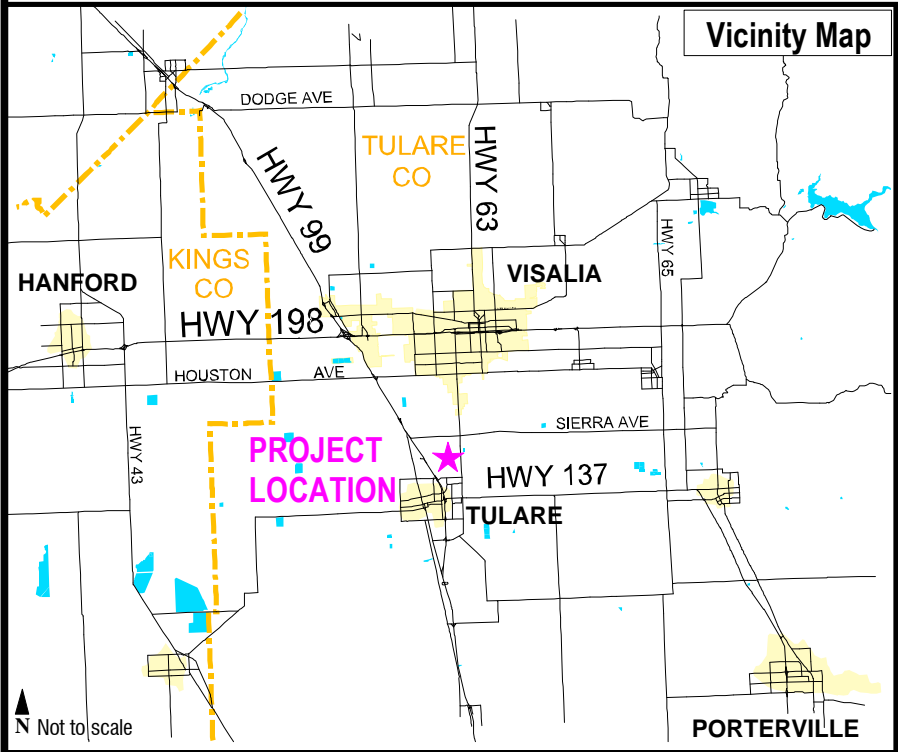 Vicinity Map
DODGE AVE
TULARE
CO
HWY 63
HWY 99
HWY 65
KINGS
CO
HANFORD
VISALIA
HWY 198
HOUSTON AVE
SIERRA AVE
HWY 43
PROJECT
LOCATION
HWY 137
TULARE
N Not to scale
PORTERVILLE